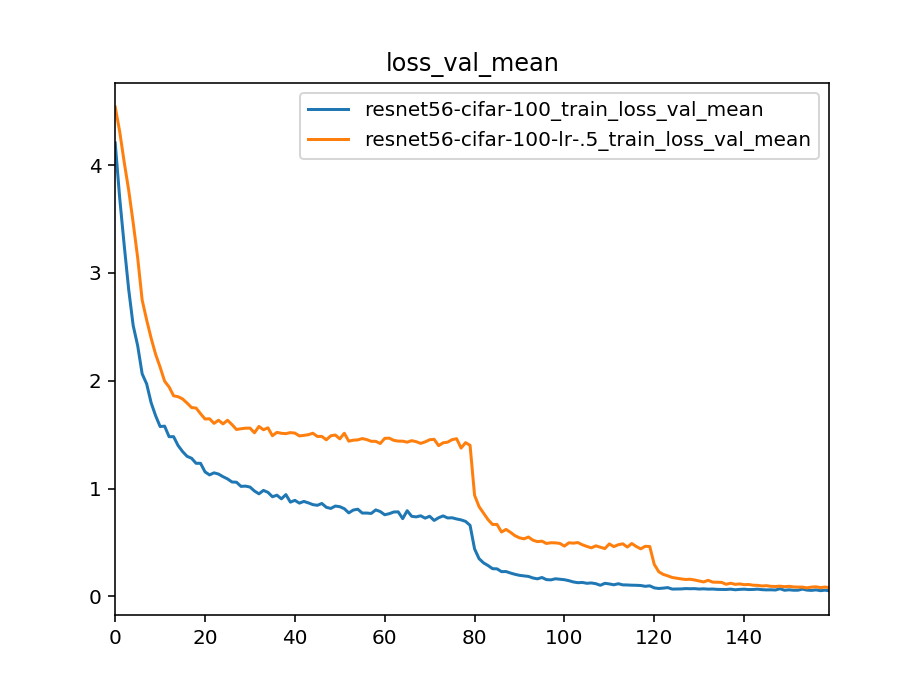 loss_val_mean
resnet56-cifar-100_train_loss_val_mean
resnet56-cifar-100-lr-.5_train_loss_val_mean
4
3
2
1
0
0 20 40 60 80 100 120 140